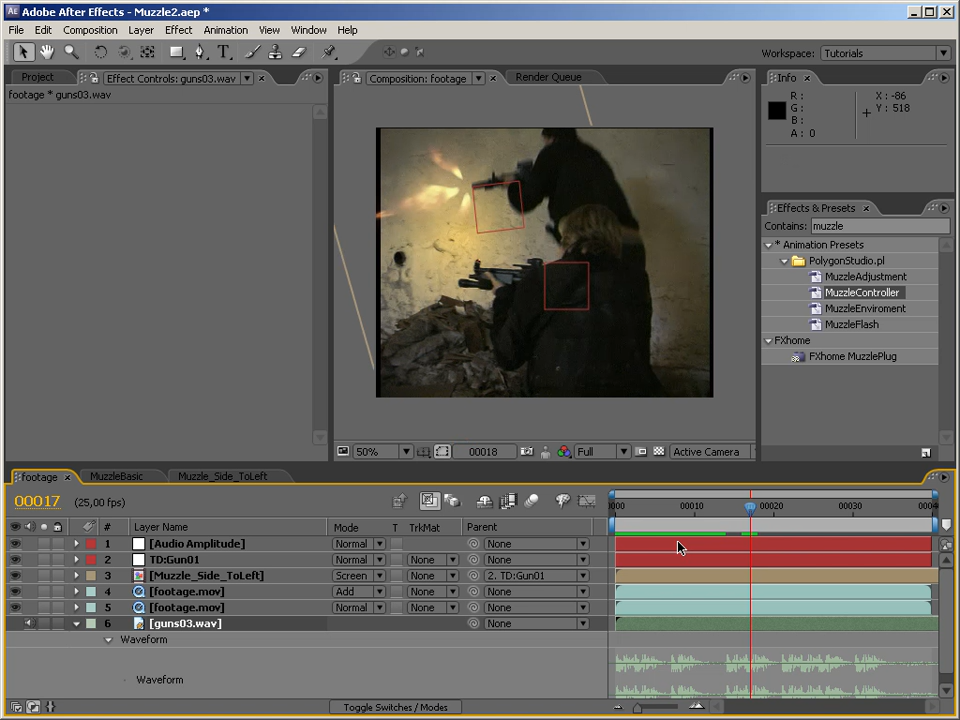 Adobe After Effects - Muzzle2.aep *
File Edit Composition Layer Effect Animation View Window Help
Workspace: Tutorials
Project Effect Controls: guns03.wav
footage * guns03.wav
Composition: footage Render Queue
Info
R :
G :
B :
A : 0
X : -86
Y : 518
Effects & Presets
Contains: muzzle
* Animation Presets
PolygonStudio.pl
MuzzleAdjustment
MuzzleController
MuzzleEnviroment
MuzzleFlash
FXhome
FXhome MuzzlePlug
50% 00018 Full Active Camera
footage MuzzleBasic Muzzle_Side_ToLeft
00017 (25,00 fps)
0000 00010 00020 00030 0004
# Layer Name Mode T TrkMat Parent
1 [Audio Amplitude] Normal None
2 TD:Gun01 Normal None None
3 [Muzzle_Side_ToLeft] Screen None 2. TD:Gun01
4 [footage.mov] Add None None
5 [footage.mov] Normal None None
6 [guns03.wav] None
Waveform
Waveform
Toggle Switches / Modes